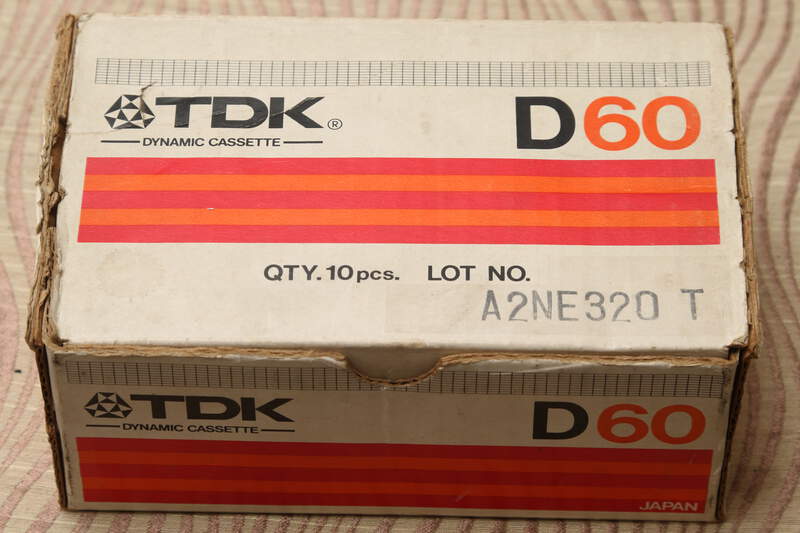 TDK® D60
DYNAMIC CASSETTE
QTY. 10 pcs. LOT NO.
A2NE320 T
TDK D60
DYNAMIC CASSETTE
JAPAN